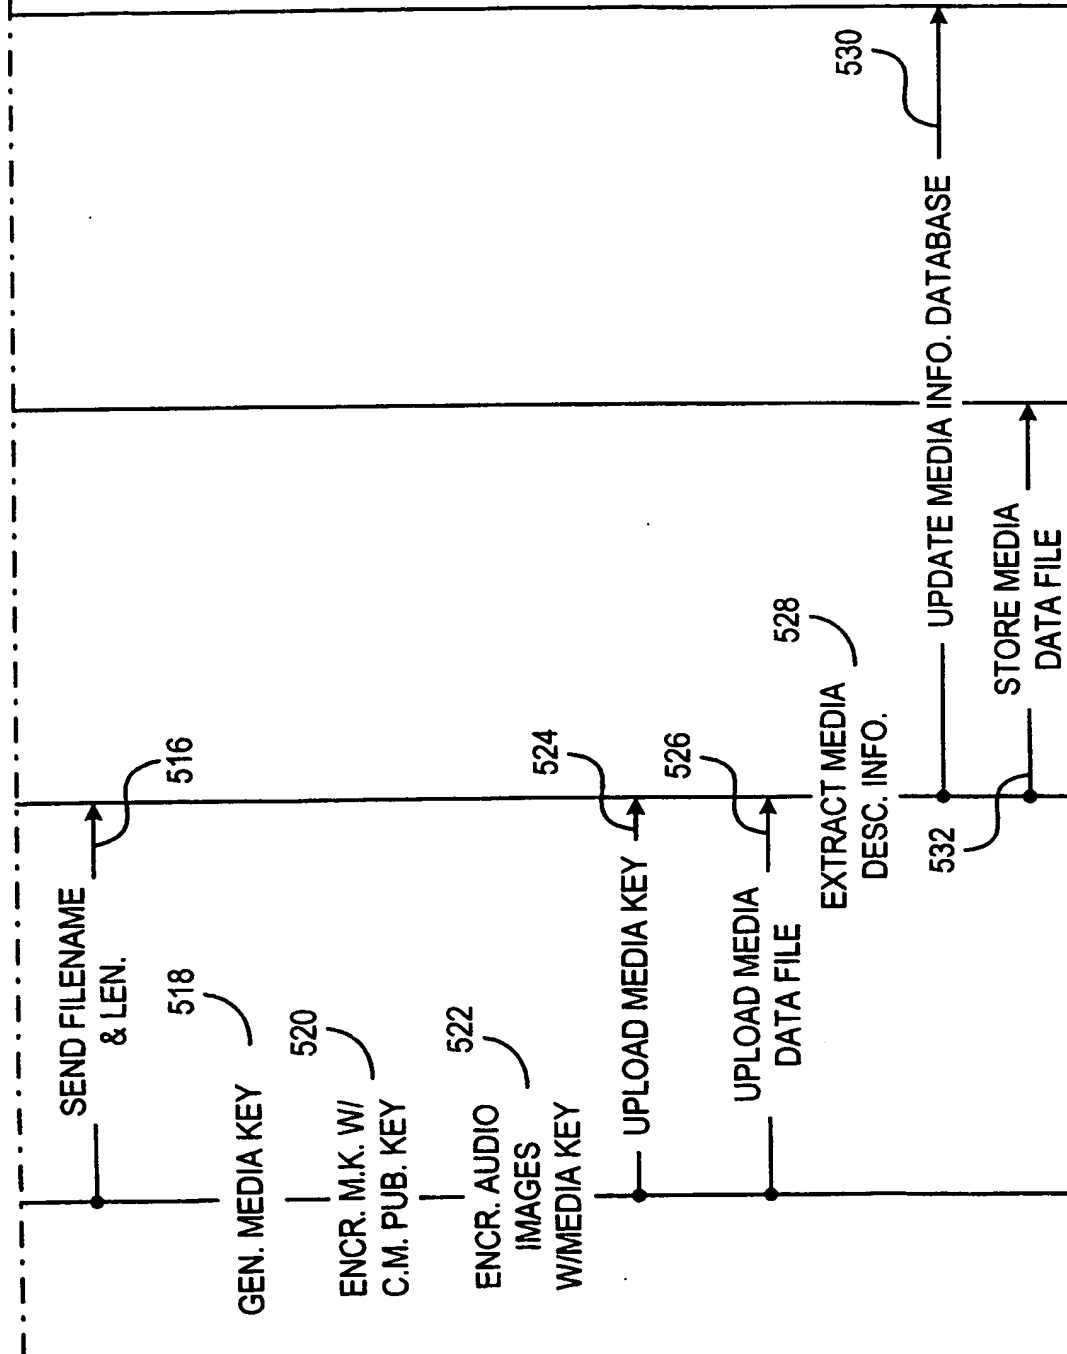 SEND FILENAME
& LEN.
516
GEN. MEDIA KEY
518
ENCR. M.K. W/
C.M. PUB. KEY
520
ENCR. AUDIO
IMAGES
W/MEDIA KEY
522
UPLOAD MEDIA KEY
524
UPLOAD MEDIA
DATA FILE
526
EXTRACT MEDIA
DESC. INFO.
528
UPDATE MEDIA INFO. DATABASE
530
STORE MEDIA
DATA FILE
532